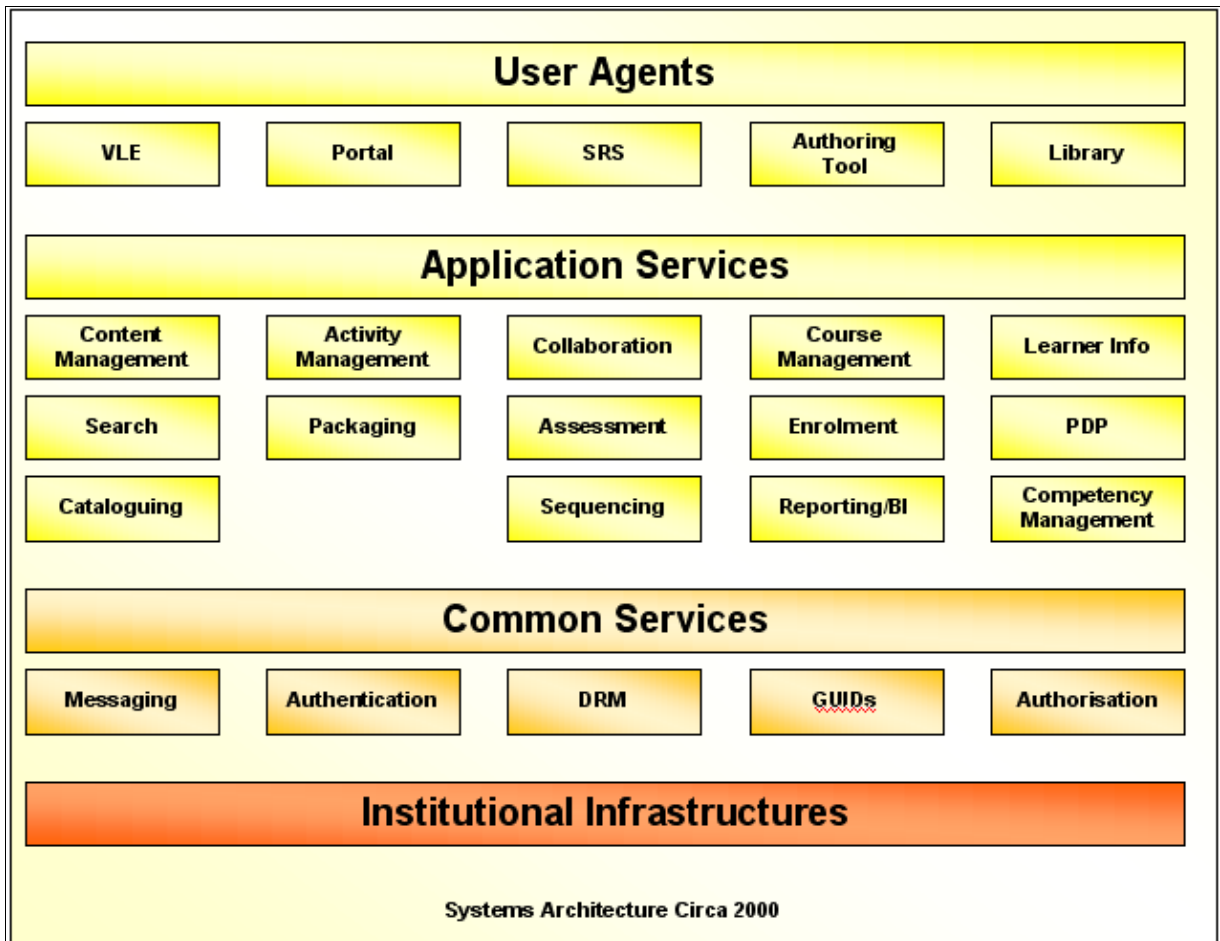 User Agents
VLE
Portal
SRS
Authoring
Tool
Library
Application Services
Content
Management
Activity
Management
Collaboration
Course
Management
Learner Info
Search
Packaging
Assessment
Enrolment
PDP
Cataloguing
Sequencing
Reporting/BI
Competency
Management
Common Services
Messaging
Authentication
DRM
GUIDs
Authorisation
Institutional Infrastructures
Systems Architecture Circa 2000